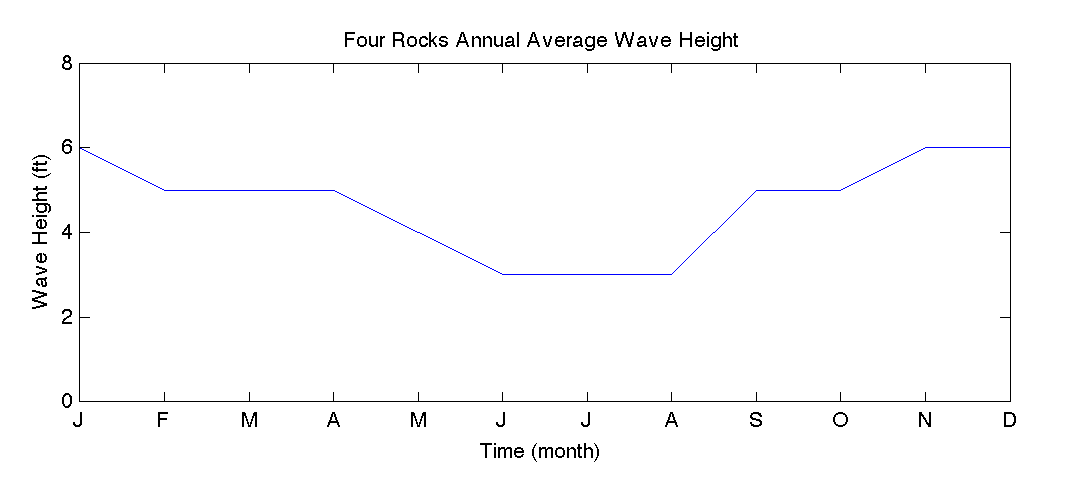 Four Rocks Annual Average Wave Height
8
6
4
2
0
Wave Height (ft)
J F M A M J J A S O N D
Time (month)